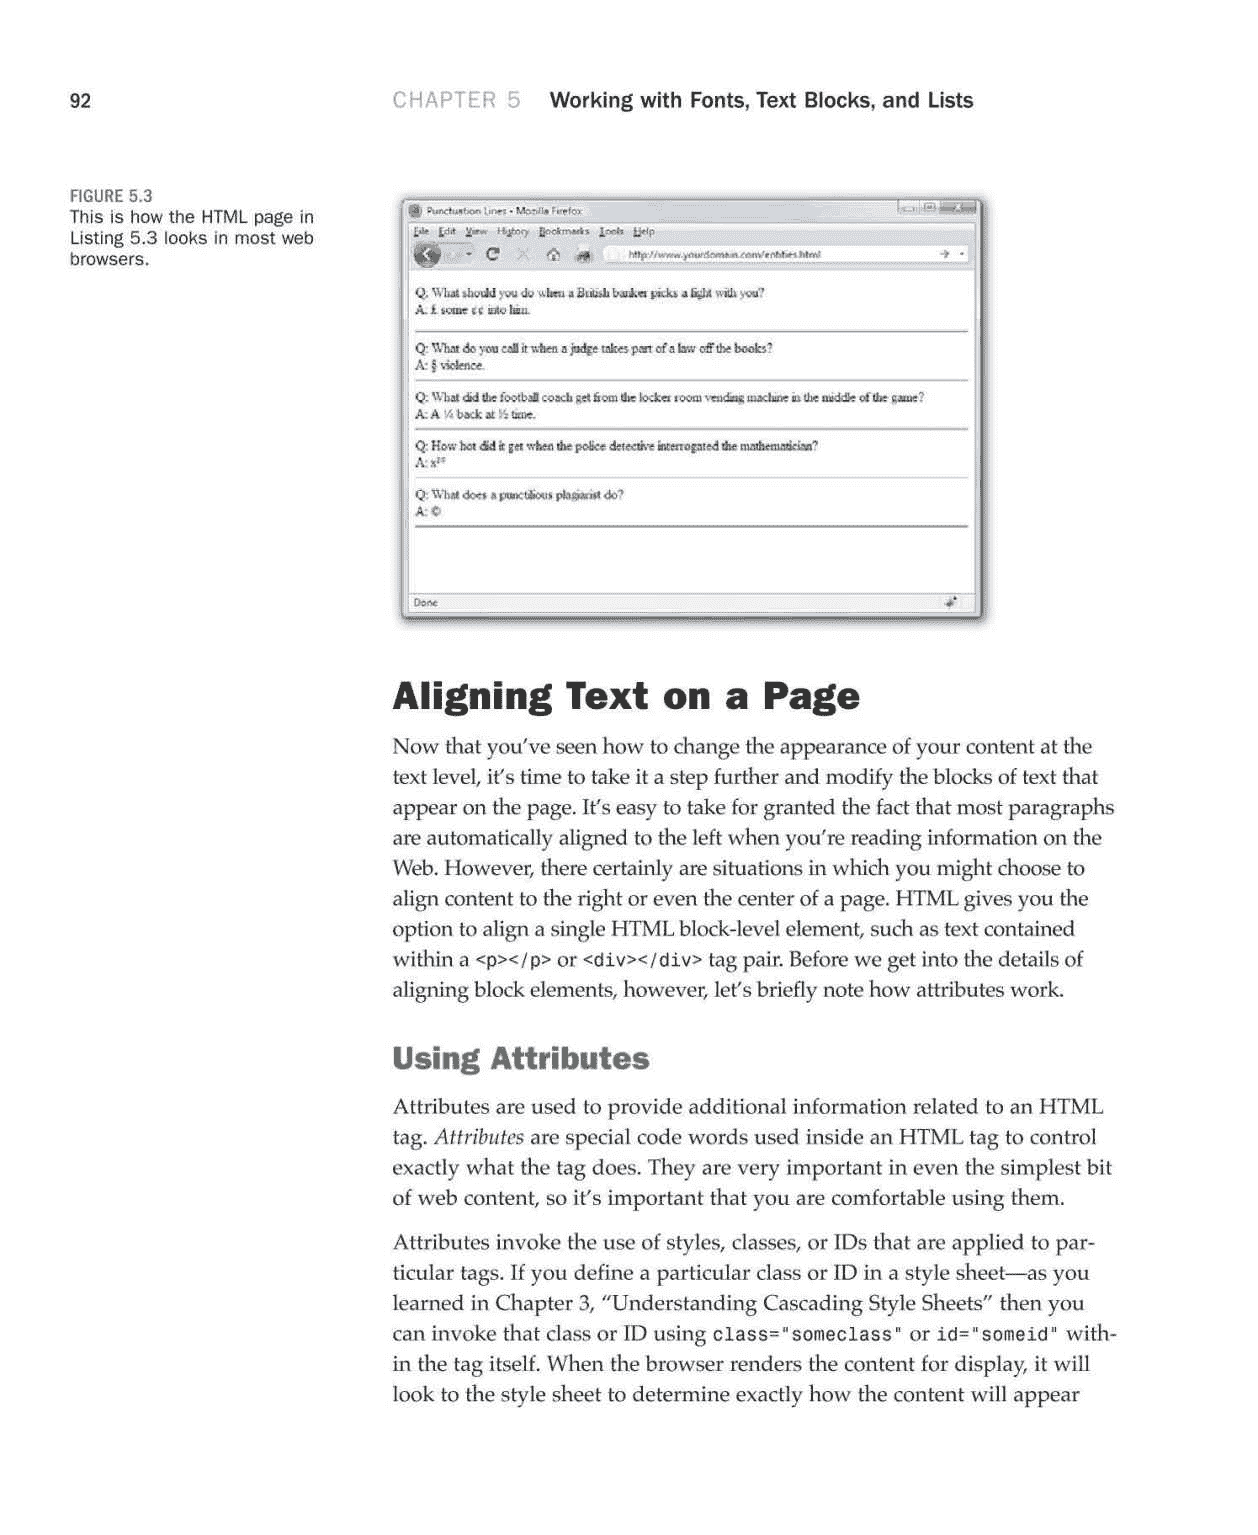 92
CHAPTER 5 Working with Fonts, Text Blocks, and Lists
FIGURE 5.3
This is how the HTML page in
Listing 5.3 looks in most web
browsers.
Punctuation Lines - Mozilla Firefox
File Edit View History Bookmarks Tools Help
http://www.yourdomain.com/entities.html
Q. What should you do when a British banker picks a fight with you?
A: £ some ¢¢ into him.
Q: What do you call it when a judge takes part of a law off the books?
A: § violence.
Q: What did the football coach get from the locker room vending machine in the middle of the game?
A: A ¼ back at ½ time.
Q: How hot did it get when the police detective interrogated the mathematician?
A: x³°
Q: What does a punctilious plagiarist do?
A: ©
Done
Aligning Text on a Page
Now that you’ve seen how to change the appearance of your content at the
text level, it’s time to take it a step further and modify the blocks of text that
appear on the page. It’s easy to take for granted the fact that most paragraphs
are automatically aligned to the left when you’re reading information on the
Web. However, there certainly are situations in which you might choose to
align content to the right or even the center of a page. HTML gives you the
option to align a single HTML block-level element, such as text contained
within a <p></p> or <div></div> tag pair. Before we get into the details of
aligning block elements, however, let’s briefly note how attributes work.
Using Attributes
Attributes are used to provide additional information related to an HTML
tag. Attributes are special code words used inside an HTML tag to control
exactly what the tag does. They are very important in even the simplest bit
of web content, so it’s important that you are comfortable using them.
Attributes invoke the use of styles, classes, or IDs that are applied to par-
ticular tags. If you define a particular class or ID in a style sheet—as you
learned in Chapter 3, “Understanding Cascading Style Sheets” then you
can invoke that class or ID using class="someclass" or id="someid" with-
in the tag itself. When the browser renders the content for display, it will
look to the style sheet to determine exactly how the content will appear